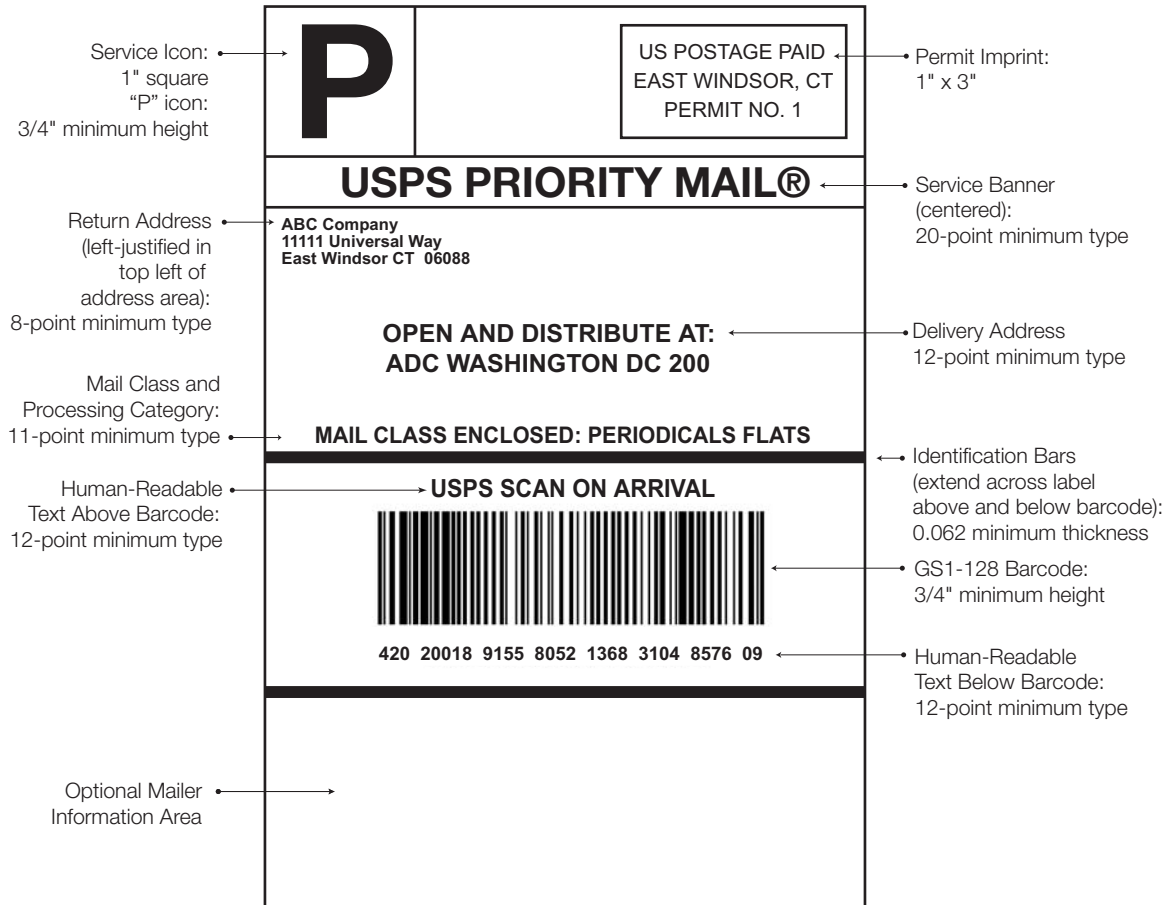 Service Icon:
1" square
“P” icon:
3/4" minimum height
P
US POSTAGE PAID
EAST WINDSOR, CT
PERMIT NO. 1
Permit Imprint:
1" x 3"
USPS PRIORITY MAIL®
Service Banner
(centered):
20-point minimum type
Return Address
(left-justified in
top left of
address area):
8-point minimum type
ABC Company
11111 Universal Way
East Windsor CT 06088
OPEN AND DISTRIBUTE AT:
ADC WASHINGTON DC 200
Delivery Address
12-point minimum type
Mail Class and
Processing Category:
11-point minimum type
MAIL CLASS ENCLOSED: PERIODICALS FLATS
Identification Bars
(extend across label
above and below barcode):
0.062 minimum thickness
Human-Readable
Text Above Barcode:
12-point minimum type
USPS SCAN ON ARRIVAL
GS1-128 Barcode:
3/4" minimum height
420 20018 9155 8052 1368 3104 8576 09
Human-Readable
Text Below Barcode:
12-point minimum type
Optional Mailer
Information Area